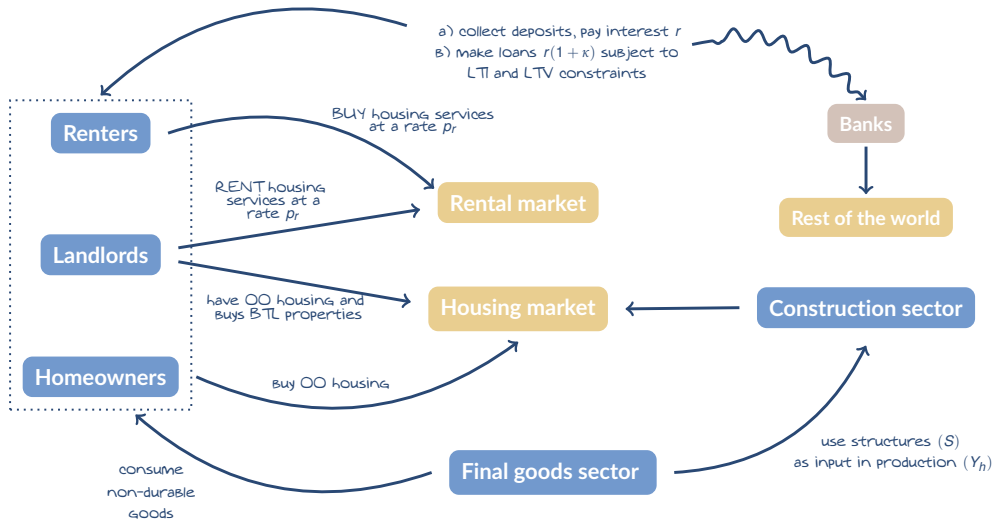 a) collect deposits, pay interest r
B) make loans r(1 + κ) subject to
LTI and LTV constraints
Renters
BUY housing services
at a rate pᵣ
Banks
RENT housing
services at a
rate pᵣ
Rental market
Rest of the world
Landlords
have OO housing and
buys BTL properties
Housing market
Construction sector
Homeowners
Buy OO housing
use structures (S)
as input in production (Yₕ)
Final goods sector
consume
non-durable
goods